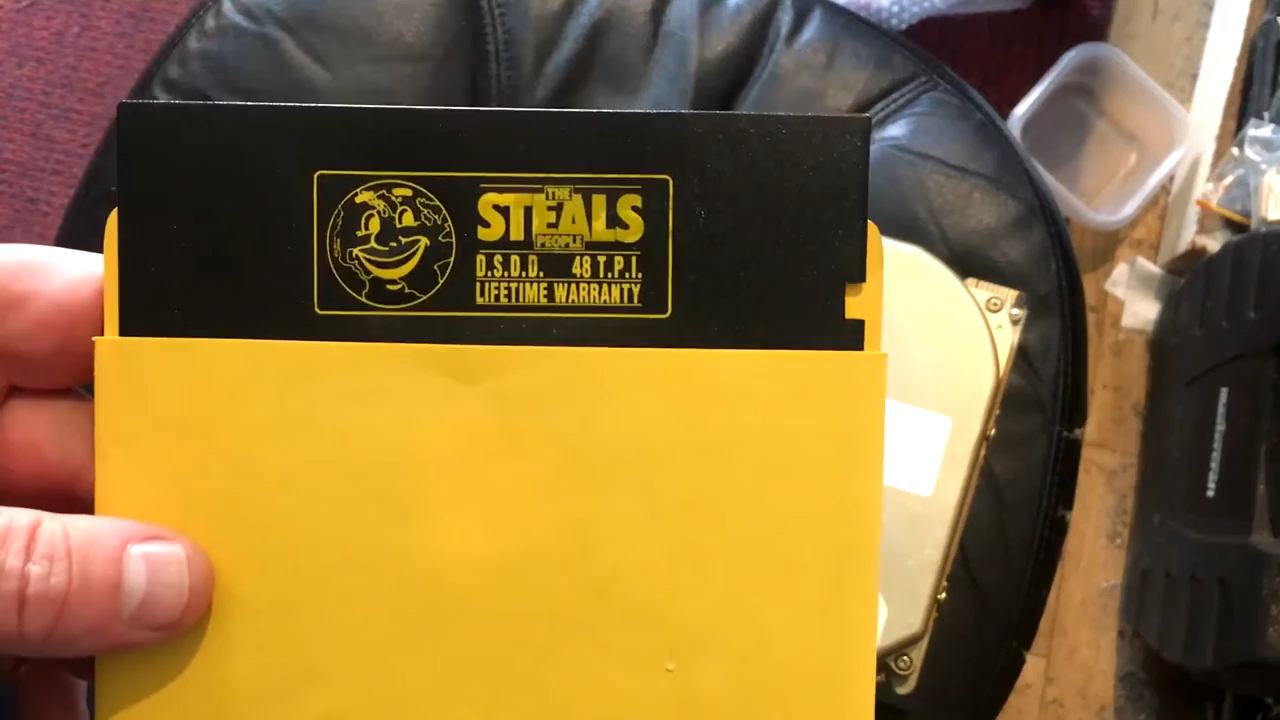 THE
STEALS
PEOPLE
D.S.D.D. 48 T.P.I.
LIFETIME WARRANTY